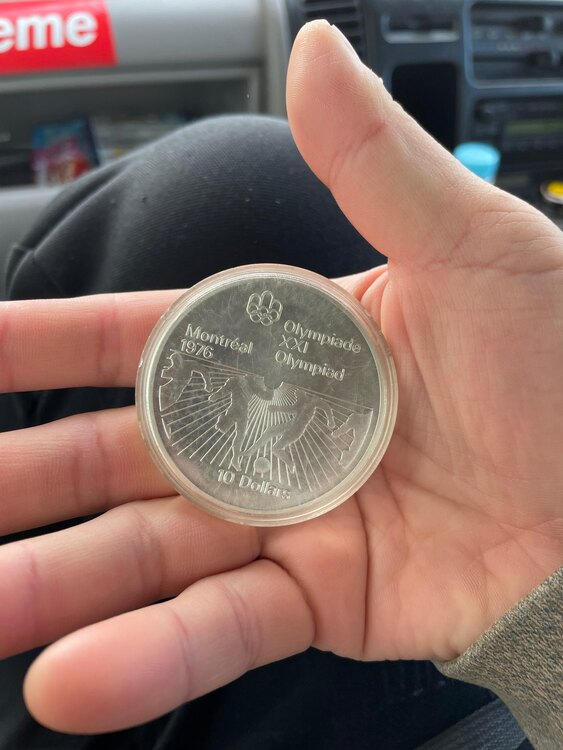 eme
Montréal
1976
Olympiade
XXI
Olympiad
10 Dollars